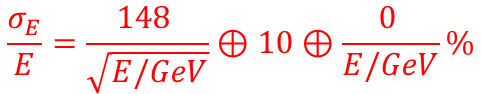 σ_E/E = 148/√(E/GeV) ⊕ 10 ⊕ 0/(E/GeV) %